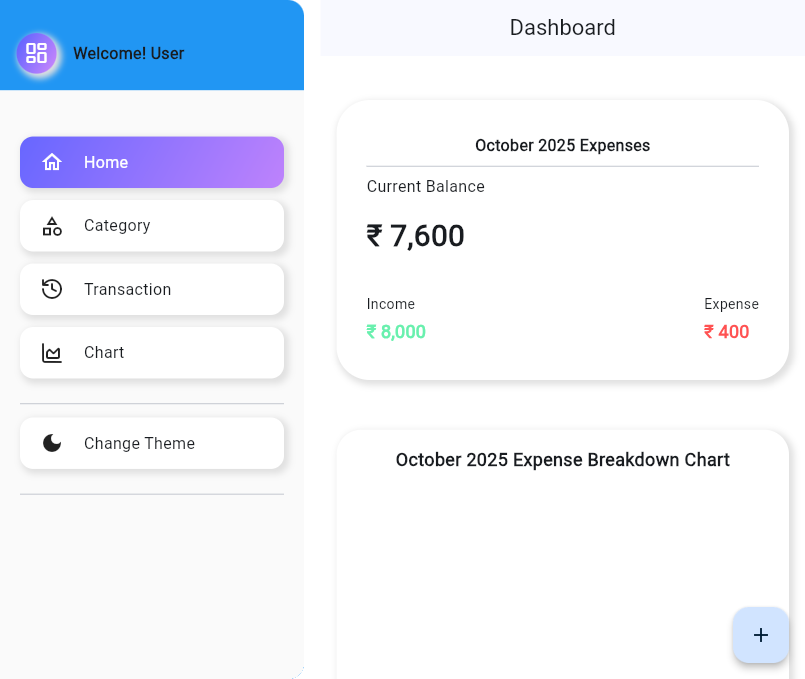 Welcome! User
Home
Category
Transaction
Chart
Change Theme
Dashboard
October 2025 Expenses
Current Balance
₹ 7,600
Income
Expense
₹ 8,000
₹ 400
October 2025 Expense Breakdown Chart